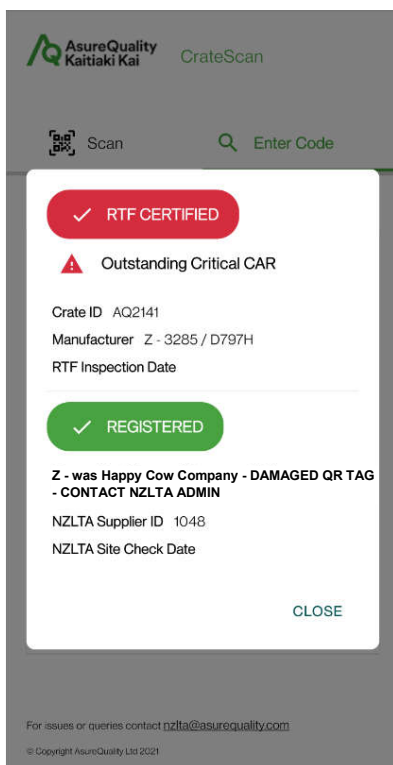 AsureQuality
Kaitiaki Kai
CrateScan
Scan
Enter Code
RTF CERTIFIED
Outstanding Critical CAR
Crate ID AQ2141
Manufacturer Z - 3285 / D797H
RTF Inspection Date
REGISTERED
Z - was Happy Cow Company - DAMAGED QR TAG
- CONTACT NZLTA ADMIN
NZLTA Supplier ID 1048
NZLTA Site Check Date
CLOSE
For issues or queries contact nzlta@asurequality.com
© Copyright AsureQuality Ltd 2021